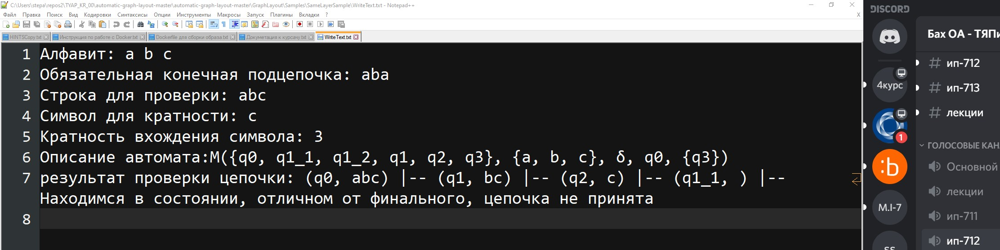 C:\Users\stepa\repos2\TYAP_KR_00\automatic-graph-layout-master\automatic-graph-layout-master\GraphLayout\Samples\SameLayerSample\WriteText.txt - Notepad++
Файл Правка Поиск Вид Кодировки Синтаксисы Опции Инструменты Макросы Запуск Плагины Вкладки ? X
HINTSCopy.txt Инструкция по работе с Docker.txt Dockerfile для сборки образа.txt Докуметация к курсачу.txt WriteText.txt
1 Алфавит: a b c
2 Обязательная конечная подцепочка: aba
3 Строка для проверки: abc
4 Символ для кратности: c
5 Кратность вхождения символа: 3
6 Описание автомата:M({q0, q1_1, q1_2, q1, q2, q3}, {a, b, c}, δ, q0, {q3})
7 результат проверки цепочки: (q0, abc) |-- (q1, bc) |-- (q2, c) |-- (q1_1, ) |--
Находимся в состоянии, отличном от финального, цепочка не принята
8
DISCORD
4курс
1
:b
M.I-7
ss
Бах ОА - ТЯПи
# ип-712
# ип-713
# лекции
ГОЛОСОВЫЕ КАН
Основной
лекции
ип-711
ип-712